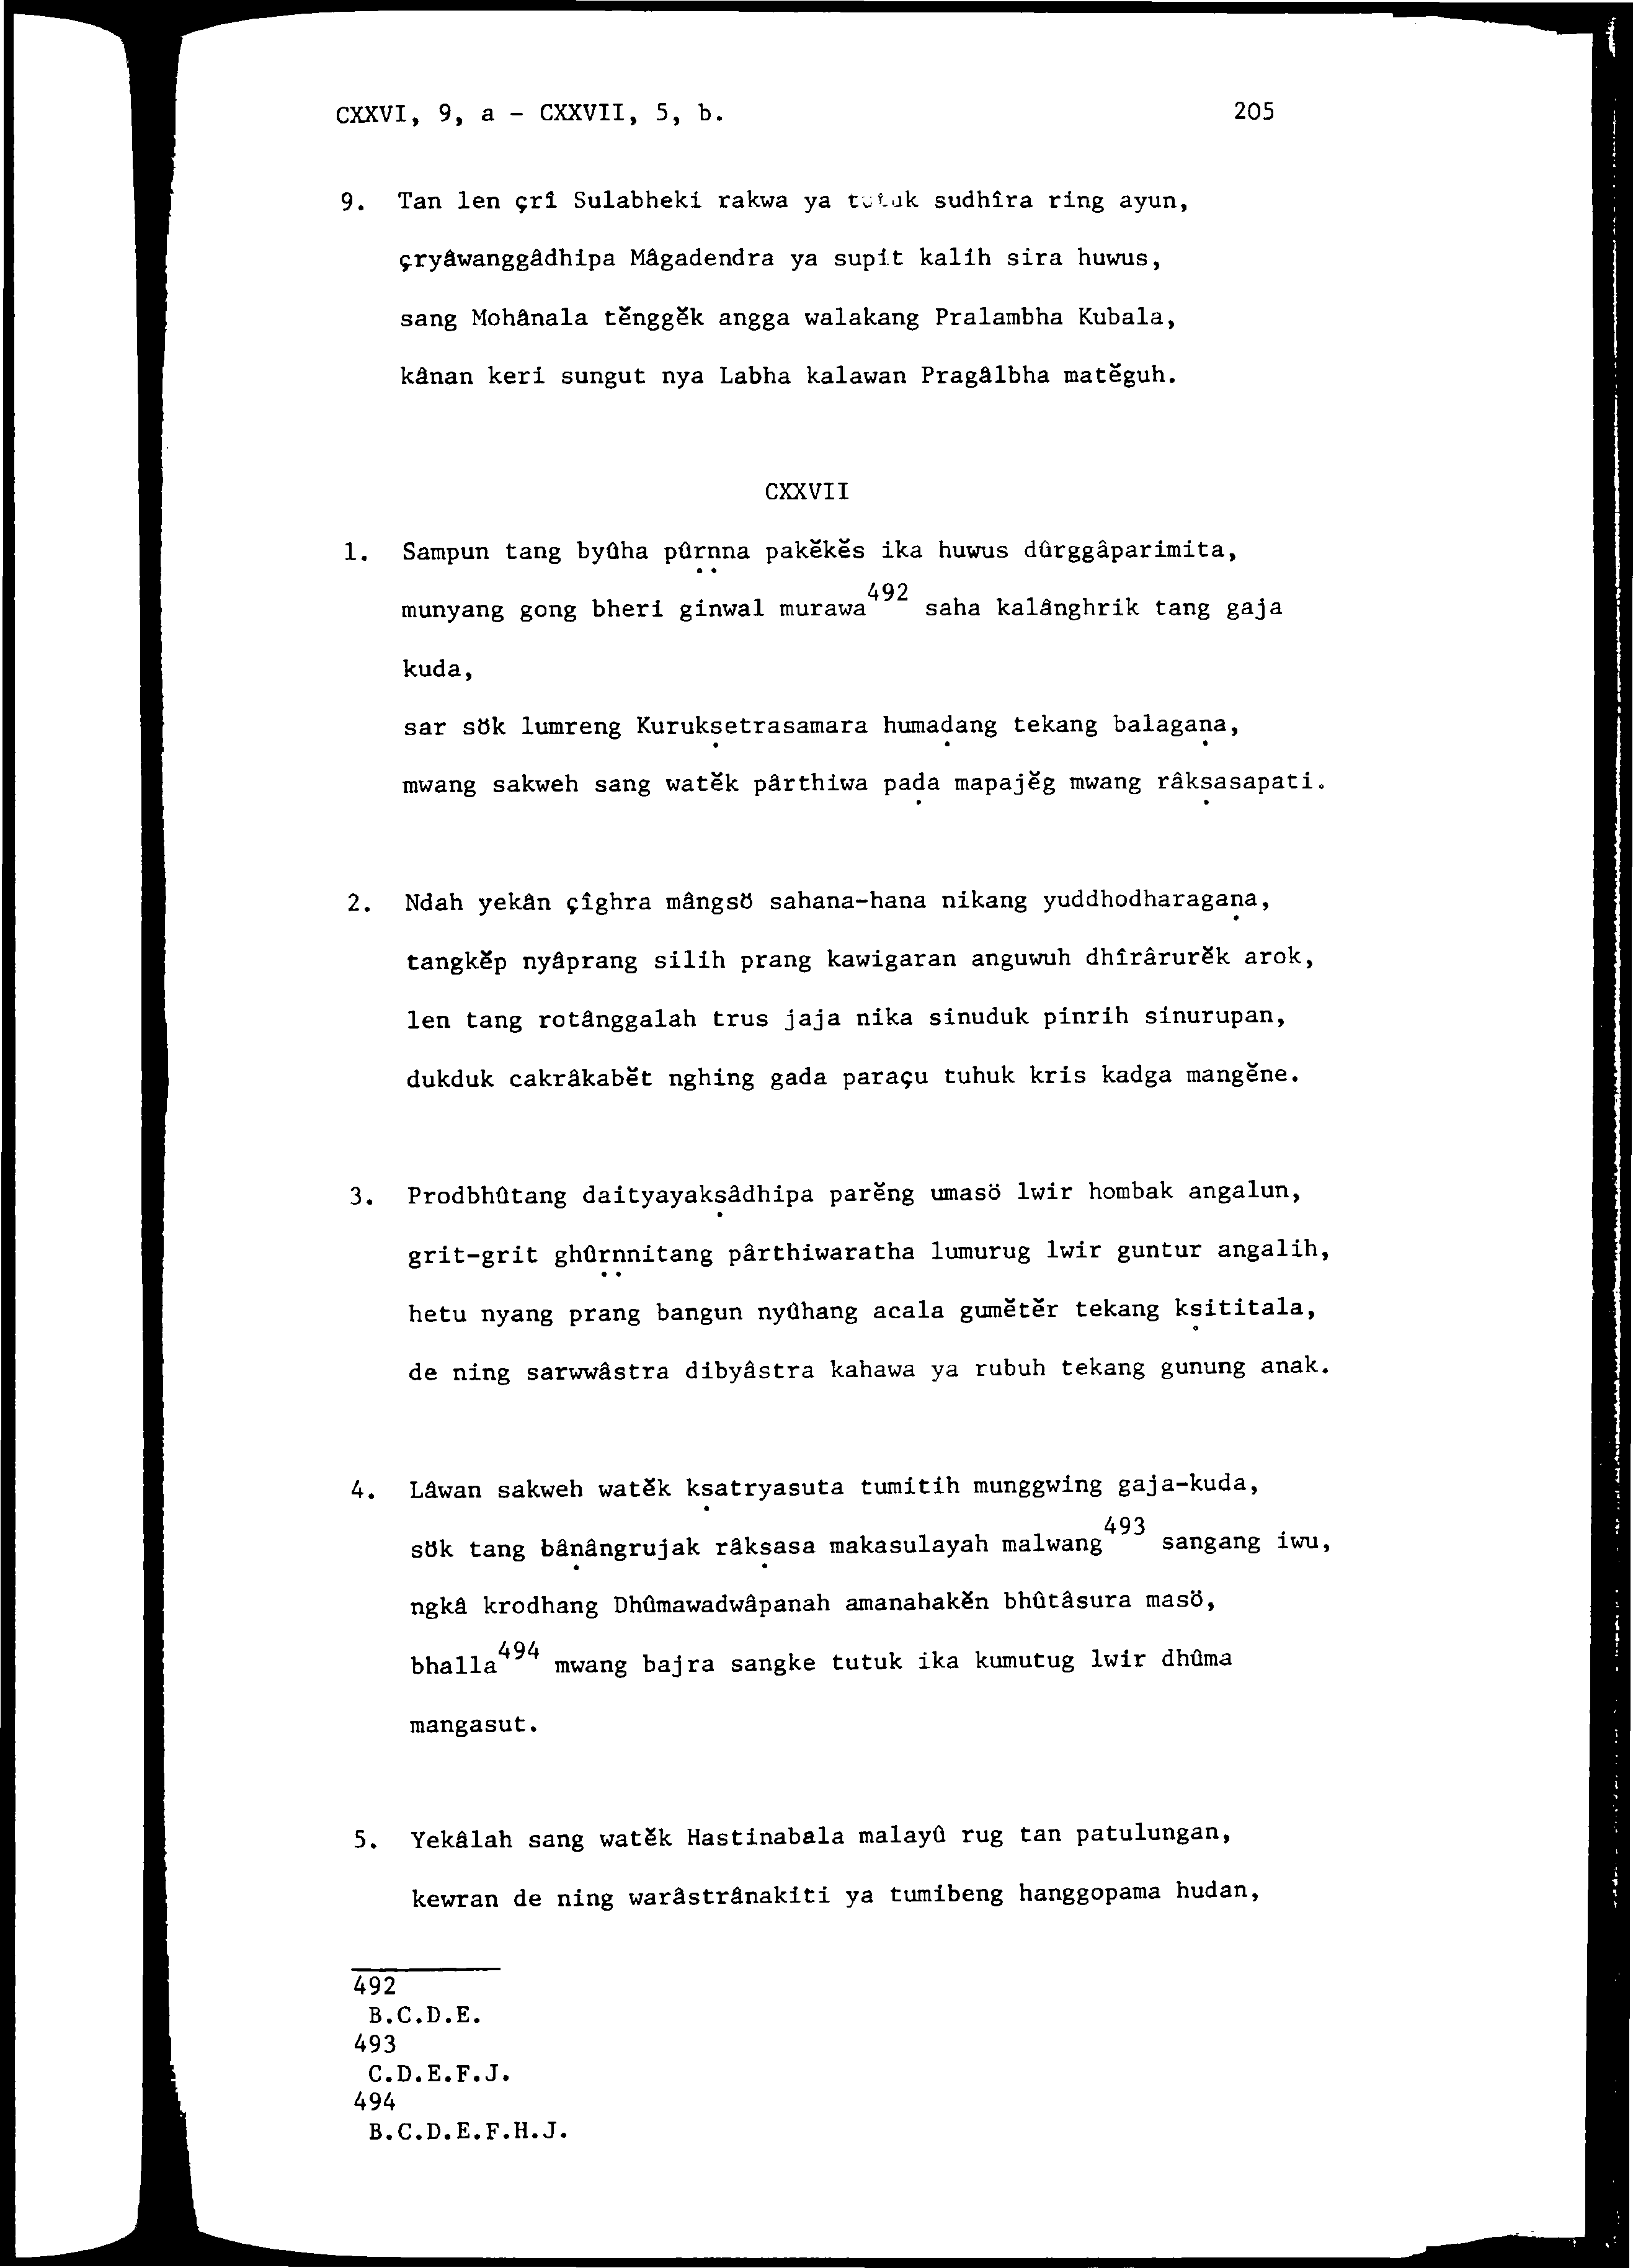 CXXVI, 9, a - CXXVII, 5, b. 205
9. Tan len çrî Sulabheki rakwa ya sudhîra ring ayun,
çryâwanggâdhipa Mâgadendra ya supit kalih sira huwus,
sang Mohânala tĕnggĕk angga walakang Pralambha Kubala,
kânan keri sungut nya Labha kalawan Pragâlbha matĕguh.
CXXVII
1. Sampun tang byûha pûrṇṇa pakĕkĕs ika huwus dûrggâparimita,
munyang gong bheri ginwal murawa⁴⁹² saha kalânghrik tang gaja
kuda,
sar sök lumreng Kurukṣetrasamara humaḍang tekang balagaṇa,
mwang sakweh sang watĕk pârthiwa paḍa mapajĕg mwang râkṣasapati.
2. Ndah yekân çîghra mângsö sahana-hana nikang yuddhodharagaṇa,
tangkĕp nyâprang silih prang kawigaran anguwuh dhîrârurĕk arok,
len tang rotânggalah trus jaja nika sinuduk pinrih sinurupan,
dukduk cakrâkabĕt nghing gada paraçu tuhuk kris kadga mangĕne.
3. Prodbhûtang daityayakṣâdhipa parĕng umasö lwir hombak angalun,
grit-grit ghûrṇṇitang pârthiwaratha lumurug lwir guntur angalih,
hetu nyang prang bangun nyûhang acala gumĕtĕr tekang kṣititala,
de ning sarwwâstra dibyâstra kahawa ya rubuh tekang gunung anak.
4. Lâwan sakweh watĕk kṣatryasuta tumitih munggwing gaja-kuda,
sök tang bâṇângrujak râkṣasa makasulayah malwang⁴⁹³ sangang iwu,
ngkâ krodhang Dhûmawadwâpanah amanahakĕn bhûtâsura masö,
bhalla⁴⁹⁴ mwang bajra sangke tutuk ika kumutug lwir dhûma
mangasut.
5. Yekâlah sang watĕk Hastinabala malayû rug tan patulungan,
kewran de ning warâstrânakiti ya tumibeng hanggopama hudan,
492
B.C.D.E.
493
C.D.E.F.J.
494
B.C.D.E.F.H.J.